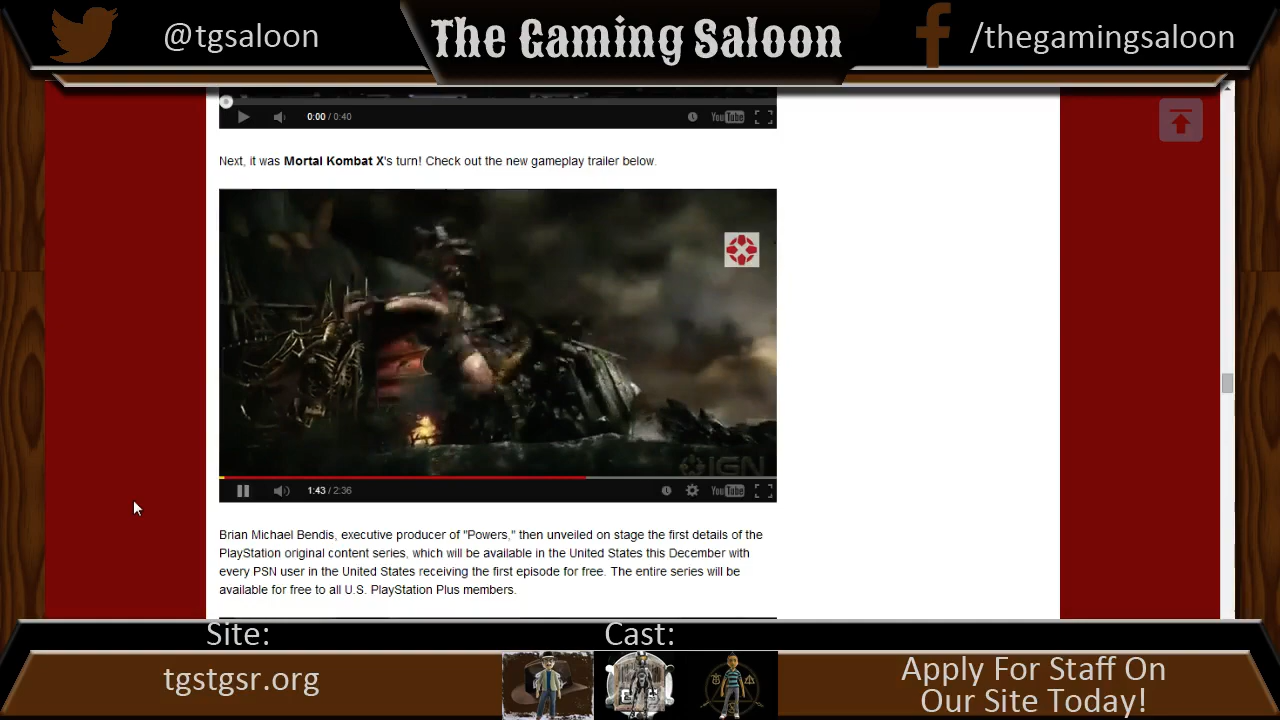 @tgsaloon
The Gaming Saloon
/thegamingsaloon
0:00 / 0:40
YouTube
Next, it was Mortal Kombat X's turn! Check out the new gameplay trailer below.
IGN
1:43 / 2:36
YouTube
Brian Michael Bendis, executive producer of "Powers," then unveiled on stage the first details of the
PlayStation original content series, which will be available in the United States this December with
every PSN user in the United States receiving the first episode for free. The entire series will be
available for free to all U.S. PlayStation Plus members.
Site:
Cast:
tgstgsr.org
Apply For Staff On
Our Site Today!